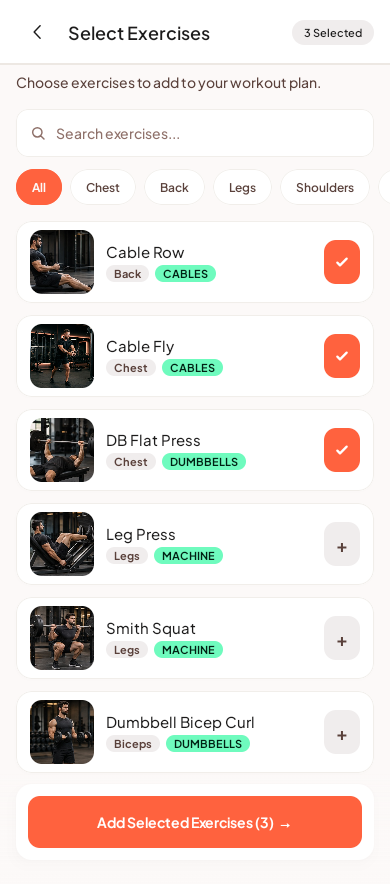 Select Exercises
3 Selected
Choose exercises to add to your workout plan.
Search exercises...
All
Chest
Back
Legs
Shoulders
Cable Row
Back
CABLES
Cable Fly
Chest
CABLES
DB Flat Press
Chest
DUMBBELLS
Leg Press
Legs
MACHINE
Smith Squat
Legs
MACHINE
Dumbbell Bicep Curl
Biceps
DUMBBELLS
Add Selected Exercises (3) →